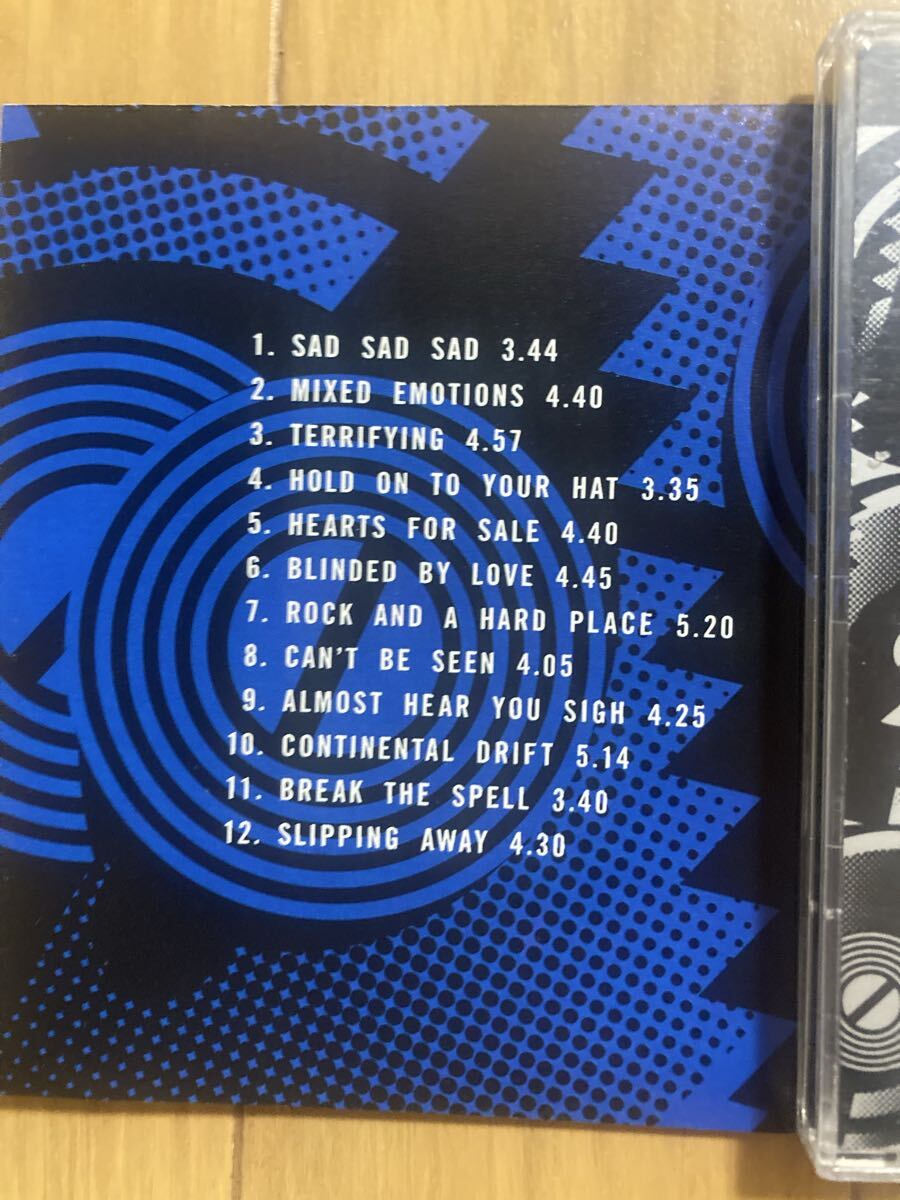 1. SAD SAD SAD 3.44
2. MIXED EMOTIONS 4.40
3. TERRIFYING 4.57
4. HOLD ON TO YOUR HAT 3.35
5. HEARTS FOR SALE 4.40
6. BLINDED BY LOVE 4.45
7. ROCK AND A HARD PLACE 5.20
8. CAN'T BE SEEN 4.05
9. ALMOST HEAR YOU SIGH 4.25
10. CONTINENTAL DRIFT 5.14
11. BREAK THE SPELL 3.40
12. SLIPPING AWAY 4.30